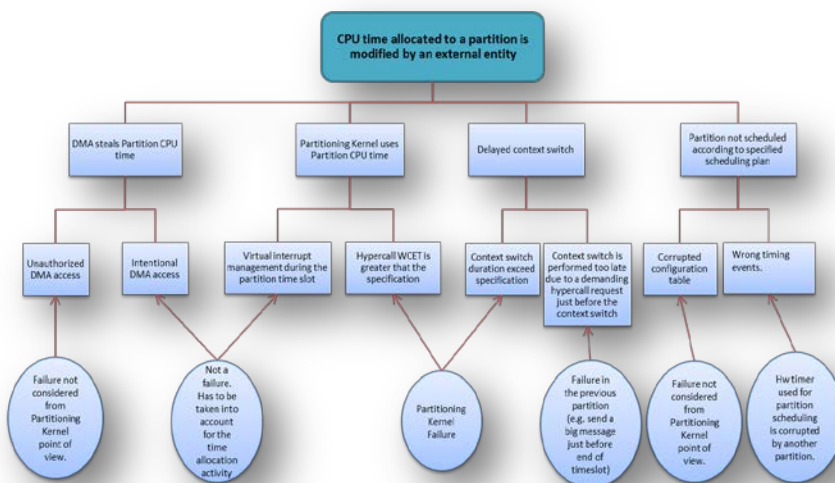 CPU time allocated to a partition is
modified by an external entity
DMA steals Partition CPU
time
Partitioning Kernel uses
Partition CPU time
Delayed context switch
Partition not scheduled
according to specified
scheduling plan
Unauthorized
DMA access
Intentional
DMA access
Virtual interrupt
management during the
partition time slot
Hypercall WCET is
greater that the
specification
Context switch
duration exceed
specification
Context switch is
performed too late
due to a demanding
hypercall request
just before the
context switch
Corrupted
configuration
table
Wrong timing
events.
Failure not
considered
from
Partitioning
Kernel
point of
view.
Not a
failure.
Has to be
taken into
account
for the
time
allocation
activity
Partitioning
Kernel
Failure
Failure in
the previous
partition
(e.g. send a
big message
just before
end of
timeslot)
Failure not
considered
from
Partitioning
Kernel
point of
view.
Hw timer
used for
partition
scheduling
is corrupted
by another
partition.